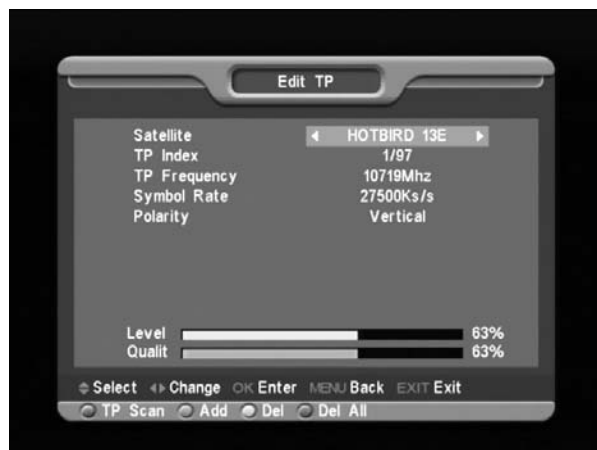 Edit TP
Satellite HOTBIRD 13E
TP Index 1/97
TP Frequency 10719Mhz
Symbol Rate 27500Ks/s
Polarity Vertical
Level 63%
Qualit 63%
Select Change OK Enter MENU Back EXIT Exit
TP Scan Add Del Del All